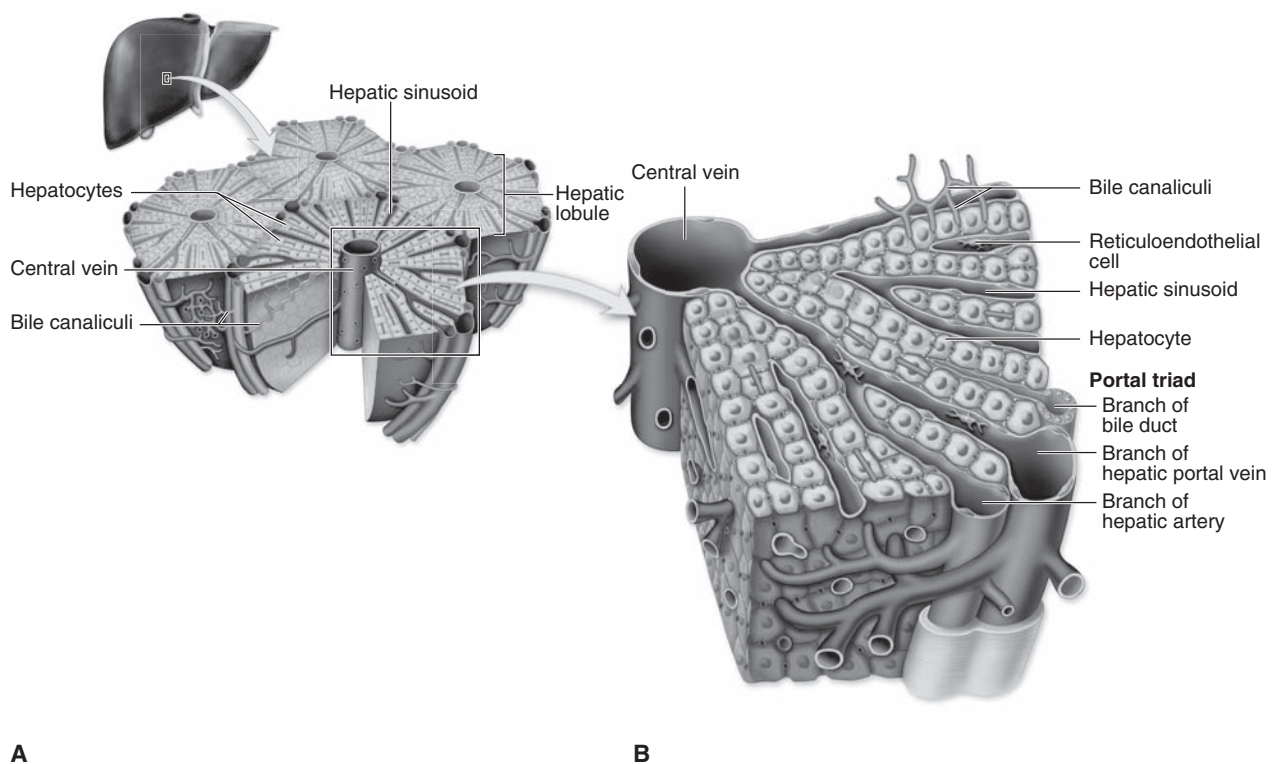 Hepatic sinusoid
Hepatocytes
Hepatic
lobule
Central vein
Bile canaliculi
A
Central vein
Bile canaliculi
Reticuloendothelial
cell
Hepatic sinusoid
Hepatocyte
Portal triad
Branch of
bile duct
Branch of
hepatic portal vein
Branch of
hepatic artery
B